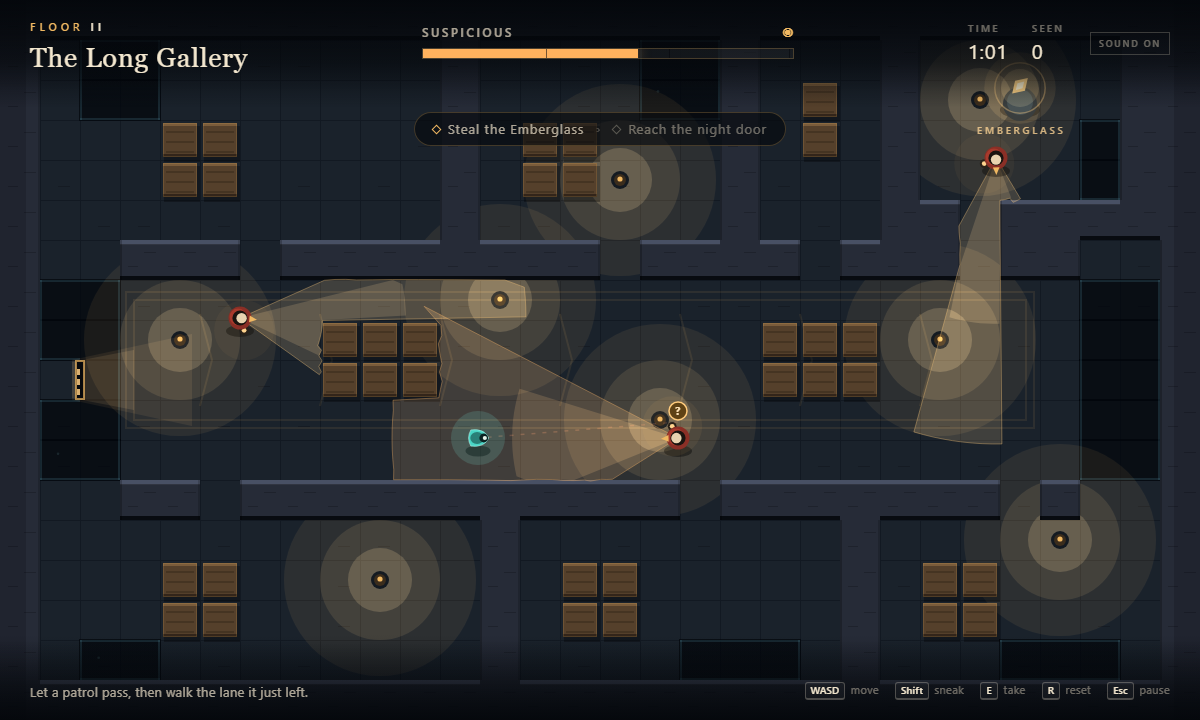 FLOOR II
The Long Gallery
SUSPICIOUS
TIME SEEN
1:01 0
SOUND ON
Steal the Emberglass › Reach the night door
EMBERGLASS
?
Let a patrol pass, then walk the lane it just left.
WASD move Shift sneak E take R reset Esc pause